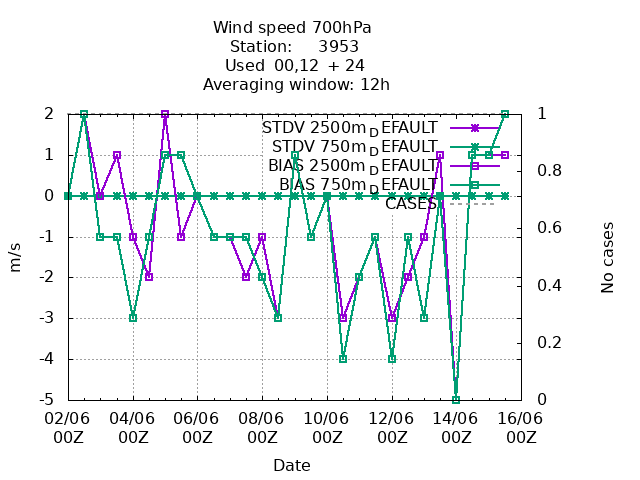 Wind speed 700hPa
Station: 3953
Used 00,12 + 24
Averaging window: 12h
STDV 2500m_DEFAULT
STDV 750m_DEFAULT
BIAS 2500m_DEFAULT
BIAS 750m_DEFAULT
CASES
2
1
0
-1
-2
-3
-4
-5
m/s
1
0.8
0.6
0.4
0.2
0
No cases
02/06 04/06 06/06 08/06 10/06 12/06 14/06 16/06
00Z 00Z 00Z 00Z 00Z 00Z 00Z 00Z
Date